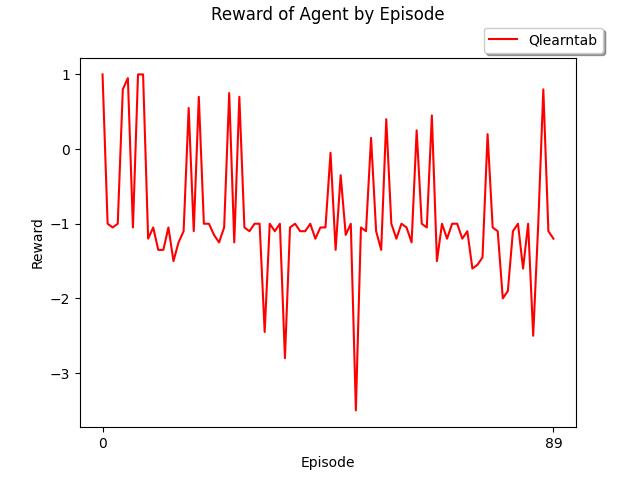 Reward of Agent by Episode
Qlearntab
1
0
−1
−2
−3
Reward
0 89
Episode